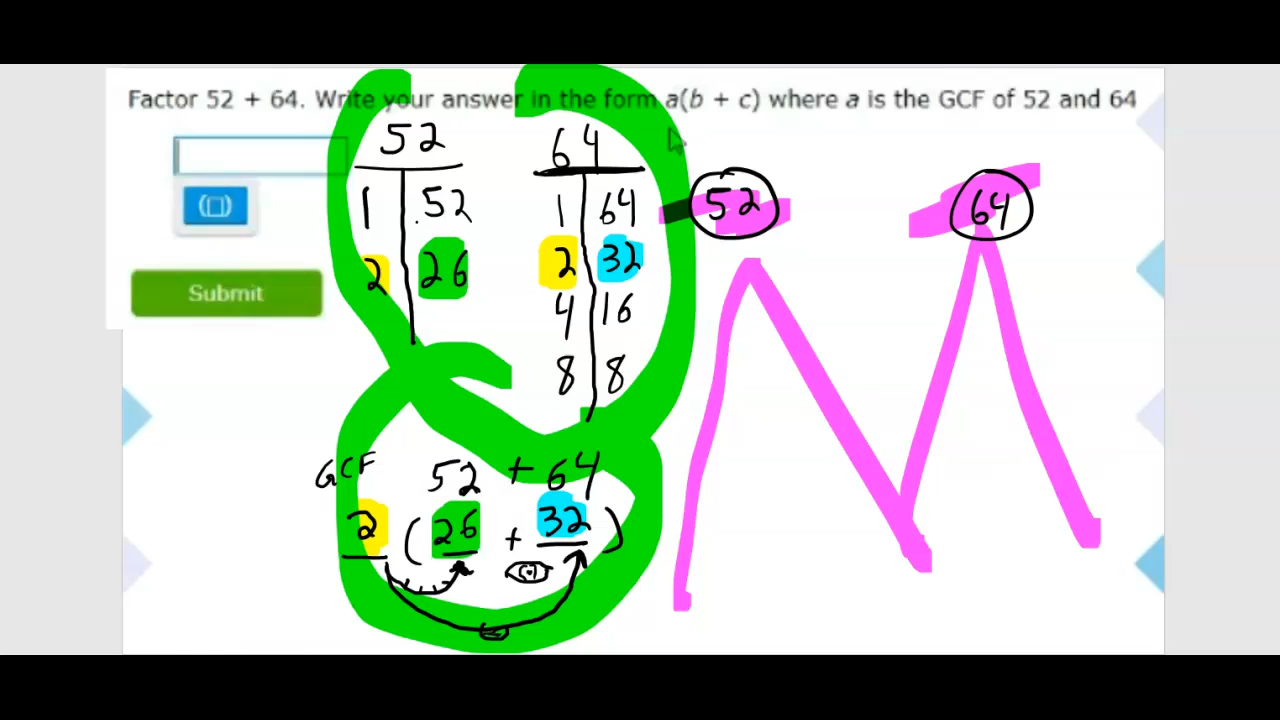 Factor 52 + 64. Write your answer in the form a(b + c) where a is the GCF of 52 and 64
(□)
Submit
52
1 52
2 26
64
1 64
2 32
4 16
8 8
52 64
GCF 52 + 64
2 (26 + 32)